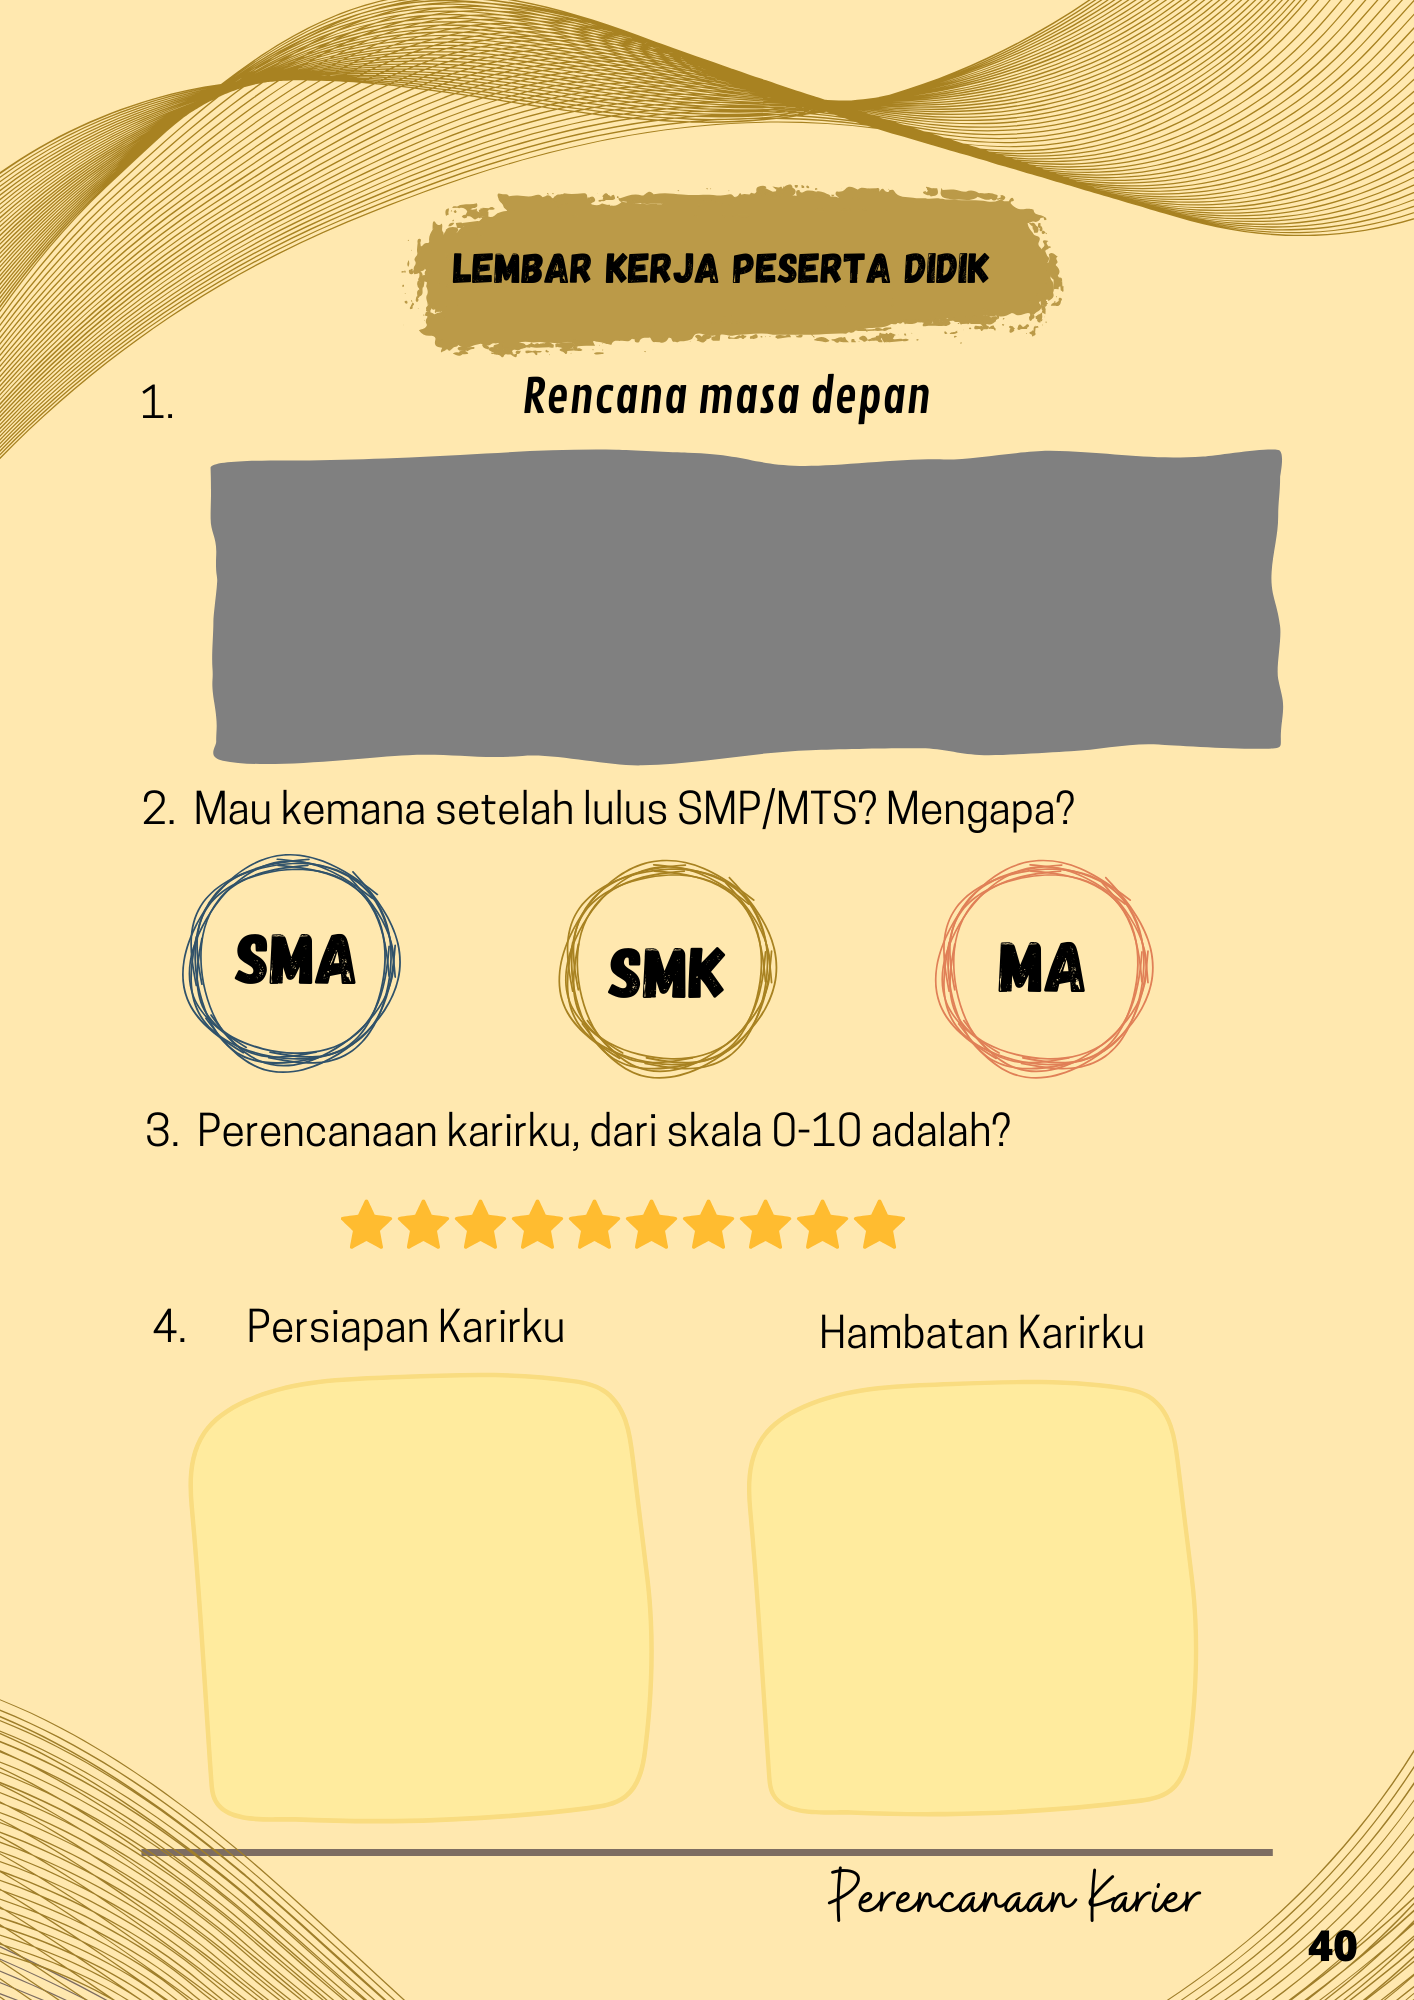 LEMBAR KERJA PESERTA DIDIK
1. Rencana masa depan
2. Mau kemana setelah lulus SMP/MTS? Mengapa?
SMA SMK MA
3. Perencanaan karirku, dari skala 0-10 adalah?
4. Persiapan Karirku Hambatan Karirku
Perencanaan Karier
40